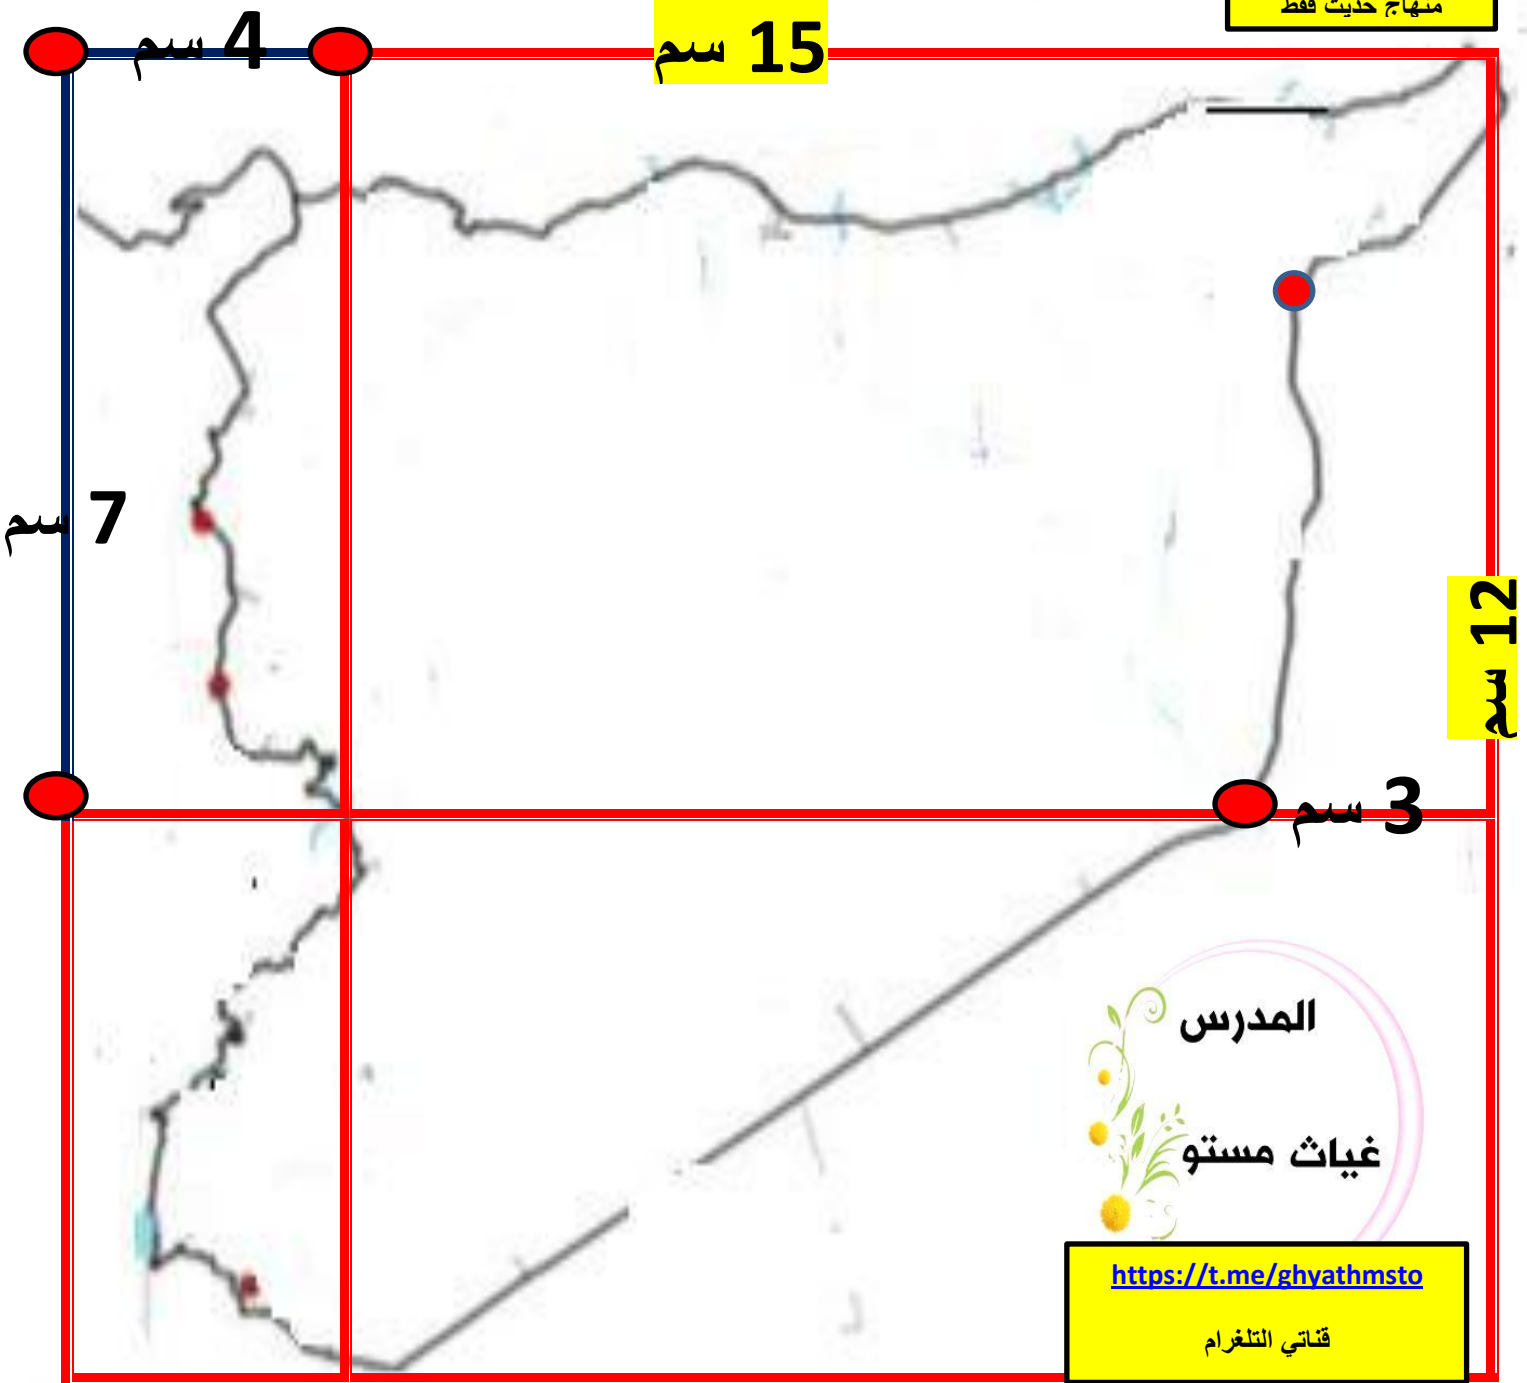 منهاج حديث فقط
4 سم
15 سم
7 سم
12 سم
3 سم
المدرس
غياث مستو
https://t.me/ghyathmsto
قناتي التلغرام